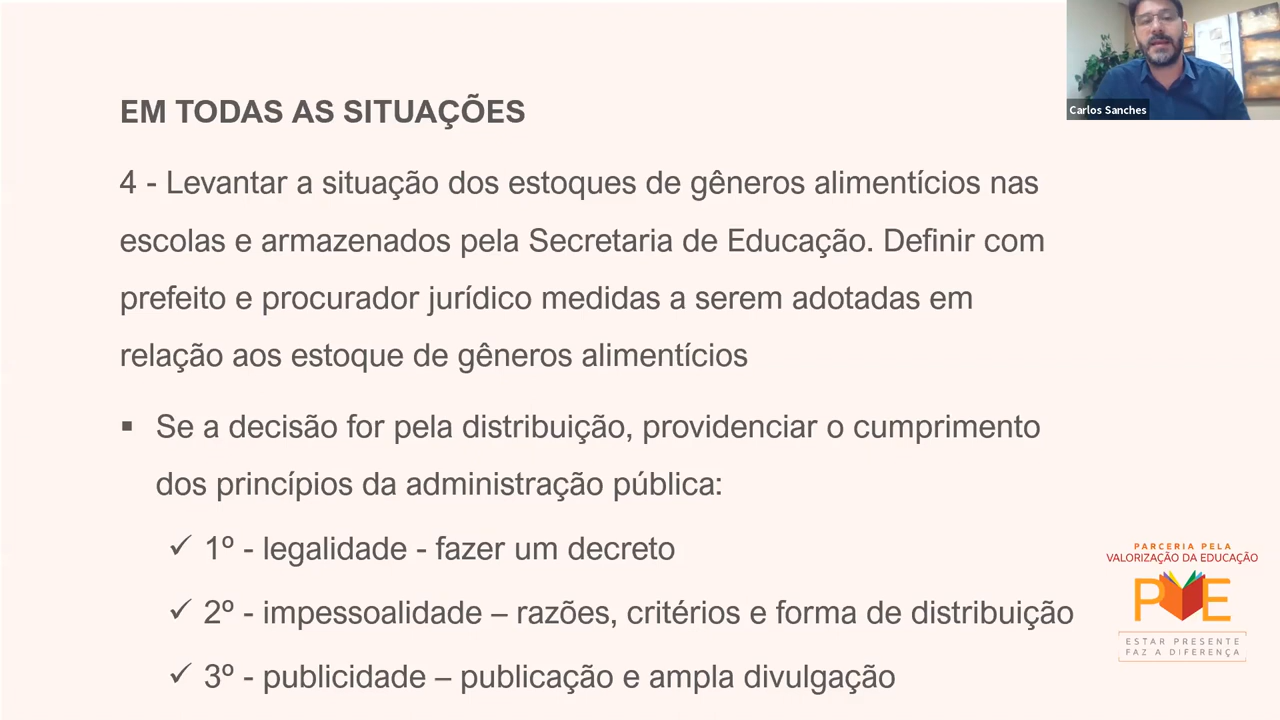 EM TODAS AS SITUAÇÕES
4 - Levantar a situação dos estoques de gêneros alimentícios nas
escolas e armazenados pela Secretaria de Educação. Definir com
prefeito e procurador jurídico medidas a serem adotadas em
relação aos estoque de gêneros alimentícios
▪ Se a decisão for pela distribuição, providenciar o cumprimento
dos princípios da administração pública:
✓ 1º - legalidade - fazer um decreto
✓ 2º - impessoalidade – razões, critérios e forma de distribuição
✓ 3º - publicidade – publicação e ampla divulgação
Carlos Sanches
PARCERIA PELA
VALORIZAÇÃO DA EDUCAÇÃO
PVE
ESTAR PRESENTE
FAZ A DIFERENÇA